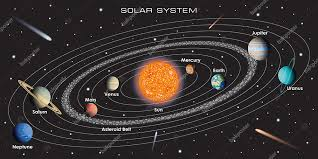 SOLAR SYSTEM
Jupiter
Mercury
Earth
Uranus
Venus
Saturn
Mars
Sun
Asteroid Belt
Neptune